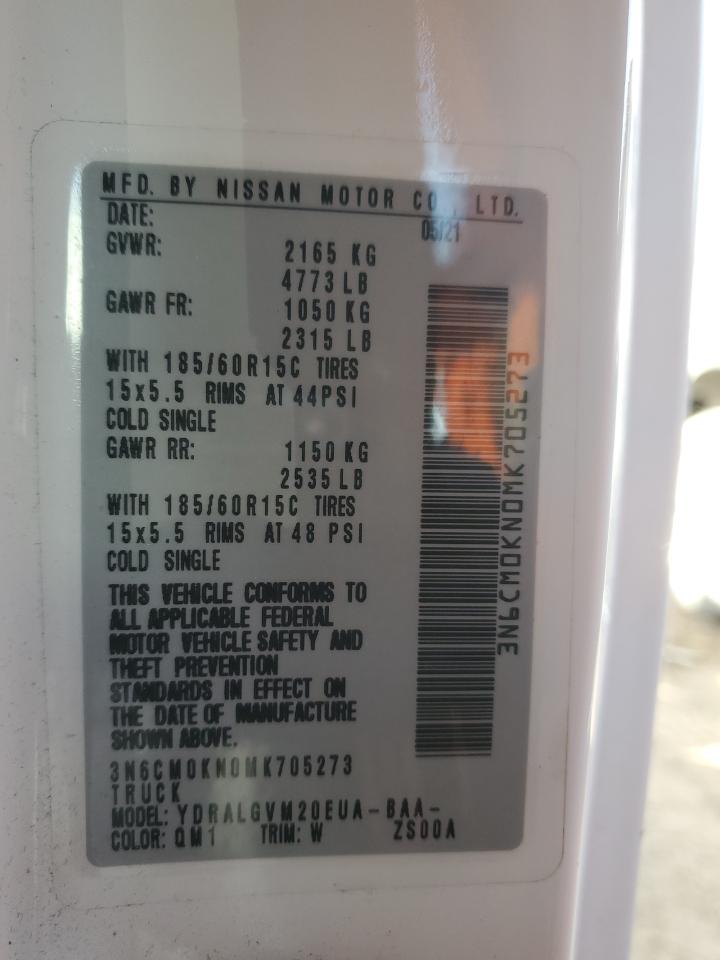 MFD. BY NISSAN MOTOR CO., LTD.
DATE: 05/21
GVWR: 2165 KG
4773 LB
GAWR FR: 1050 KG
2315 LB
WITH 185/60R15C TIRES
15x5.5 RIMS AT 44PSI
COLD SINGLE
GAWR RR: 1150 KG
2535 LB
WITH 185/60R15C TIRES
15x5.5 RIMS AT 48 PSI
COLD SINGLE
THIS VEHICLE CONFORMS TO
ALL APPLICABLE FEDERAL
MOTOR VEHICLE SAFETY AND
THEFT PREVENTION
STANDARDS IN EFFECT ON
THE DATE OF MANUFACTURE
SHOWN ABOVE.
3N6CM0KN0MK705273
TRUCK
MODEL: YDRALGVM20EUA-BAA-
COLOR: QM1 TRIM: W ZS00A
3N6CM0KN0MK705273